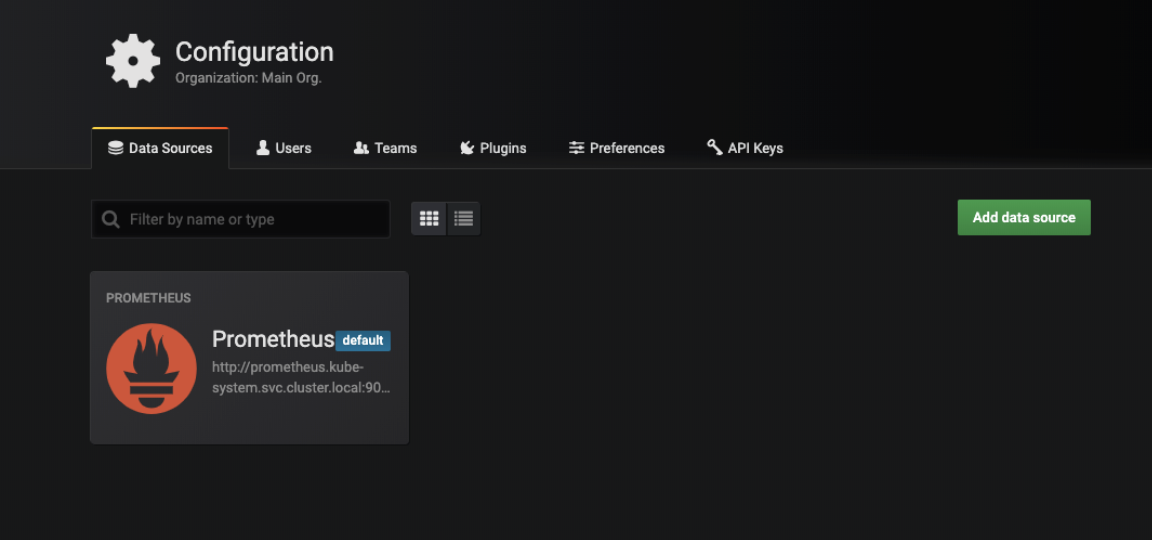 Configuration
Organization: Main Org.
Data Sources Users Teams Plugins Preferences API Keys
Filter by name or type
Add data source
PROMETHEUS
Prometheus default
http://prometheus.kube-
system.svc.cluster.local:90...